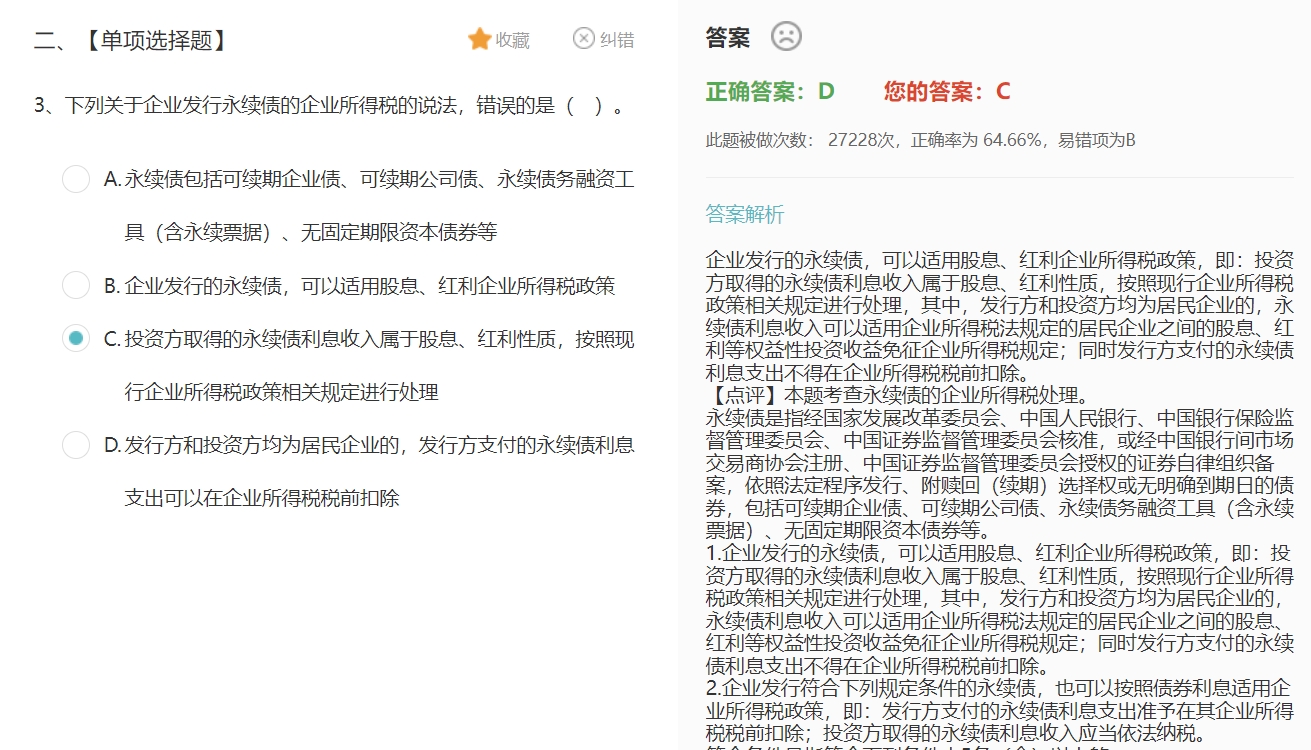 二、【单项选择题】
收藏
纠错
3、下列关于企业发行永续债的企业所得税的说法，错误的是（　）。
A.永续债包括可续期企业债、可续期公司债、永续债务融资工
具（含永续票据）、无固定期限资本债券等
B.企业发行的永续债，可以适用股息、红利企业所得税政策
C.投资方取得的永续债利息收入属于股息、红利性质，按照现
行企业所得税政策相关规定进行处理
D.发行方和投资方均为居民企业的，发行方支付的永续债利息
支出可以在企业所得税税前扣除
答案
正确答案：D 您的答案：C
此题被做次数： 27228次，正确率为 64.66%，易错项为B
答案解析
企业发行的永续债，可以适用股息、红利企业所得税政策，即：投资
方取得的永续债利息收入属于股息、红利性质，按照现行企业所得税
政策相关规定进行处理，其中，发行方和投资方均为居民企业的，永
续债利息收入可以适用企业所得税法规定的居民企业之间的股息、红
利等权益性投资收益免征企业所得税规定；同时发行方支付的永续债
利息支出不得在企业所得税税前扣除。
【点评】本题考查永续债的企业所得税处理。
永续债是指经国家发展改革委员会、中国人民银行、中国银行保险监
督管理委员会、中国证券监督管理委员会核准，或经中国银行间市场
交易商协会注册、中国证券监督管理委员会授权的证券自律组织备
案，依照法定程序发行、附赎回（续期）选择权或无明确到期日的债
券，包括可续期企业债、可续期公司债、永续债务融资工具（含永续
票据）、无固定期限资本债券等。
1.企业发行的永续债，可以适用股息、红利企业所得税政策，即：投
资方取得的永续债利息收入属于股息、红利性质，按照现行企业所得
税政策相关规定进行处理，其中，发行方和投资方均为居民企业的，
永续债利息收入可以适用企业所得税法规定的居民企业之间的股息、
红利等权益性投资收益免征企业所得税规定；同时发行方支付的永续
债利息支出不得在企业所得税税前扣除。
2.企业发行符合下列规定条件的永续债，也可以按照债券利息适用企
业所得税政策，即：发行方支付的永续债利息支出准予在其企业所得
税税前扣除；投资方取得的永续债利息收入应当依法纳税。